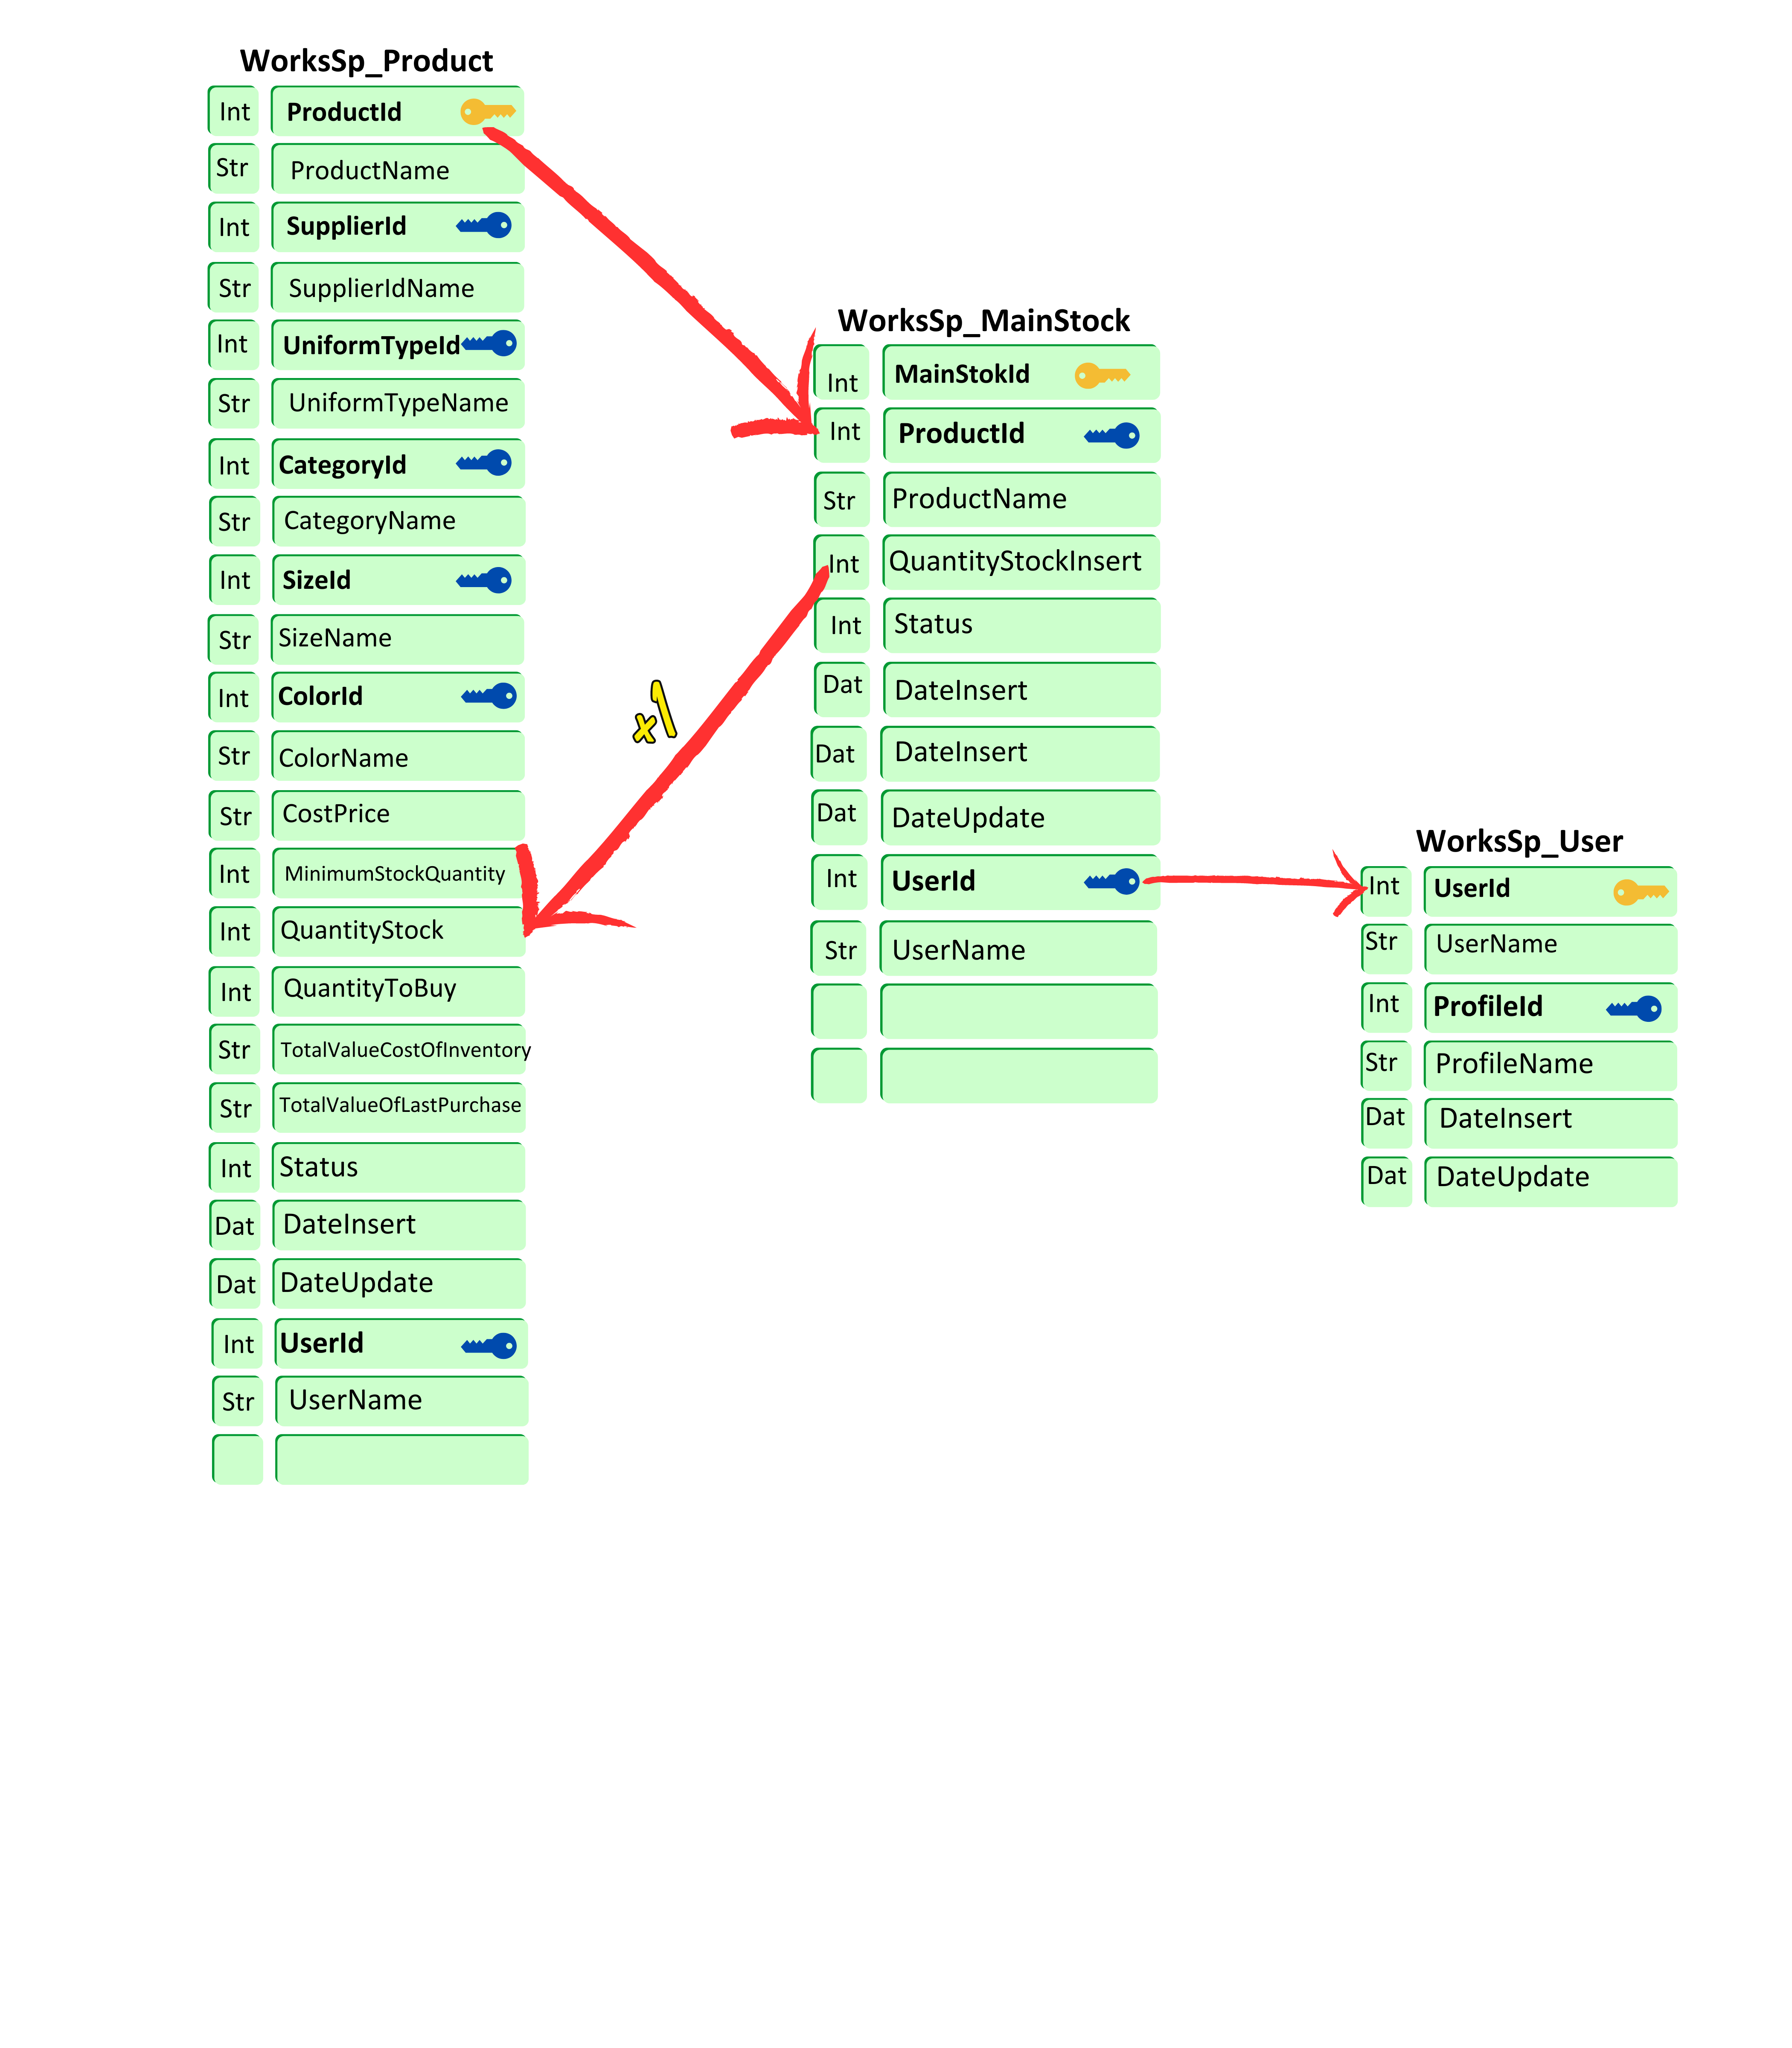 WorksSp_Product
Int ProductId
Str ProductName
Int SupplierId
Str SupplierIdName
Int UniformTypeId
Str UniformTypeName
Int CategoryId
Str CategoryName
Int SizeId
Str SizeName
Int ColorId
Str ColorName
Str CostPrice
Int MinimumStockQuantity
Int QuantityStock
Int QuantityToBuy
Str TotalValueCostOfInventory
Str TotalValueOfLastPurchase
Int Status
Dat DateInsert
Dat DateUpdate
Int UserId
Str UserName
x1
WorksSp_MainStock
Int MainStokId
Int ProductId
Str ProductName
Int QuantityStockInsert
Int Status
Dat DateInsert
Dat DateInsert
Dat DateUpdate
Int UserId
Str UserName
WorksSp_User
Int UserId
Str UserName
Int ProfileId
Str ProfileName
Dat DateInsert
Dat DateUpdate